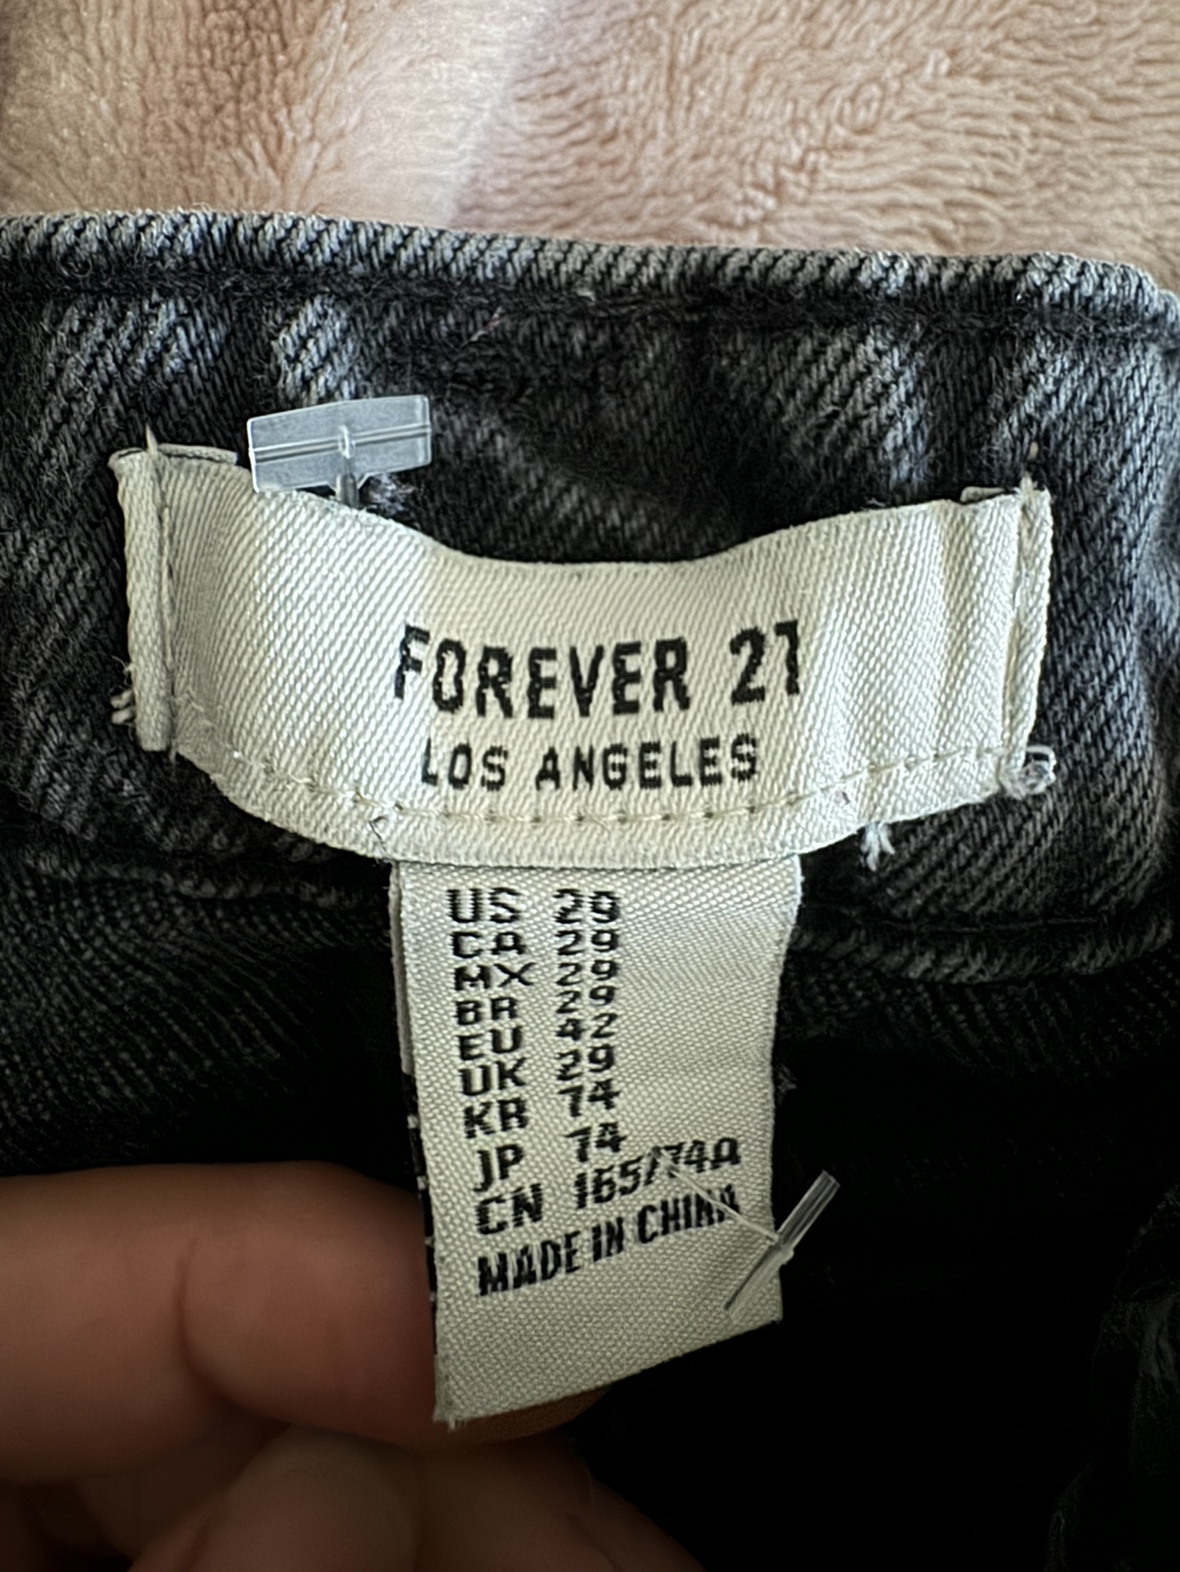 FOREVER 21
LOS ANGELES
US 29
CA 29
MX 29
BR 29
EU 42
UK 29
KR 74
JP 74
CN 165/74A
MADE IN CHINA